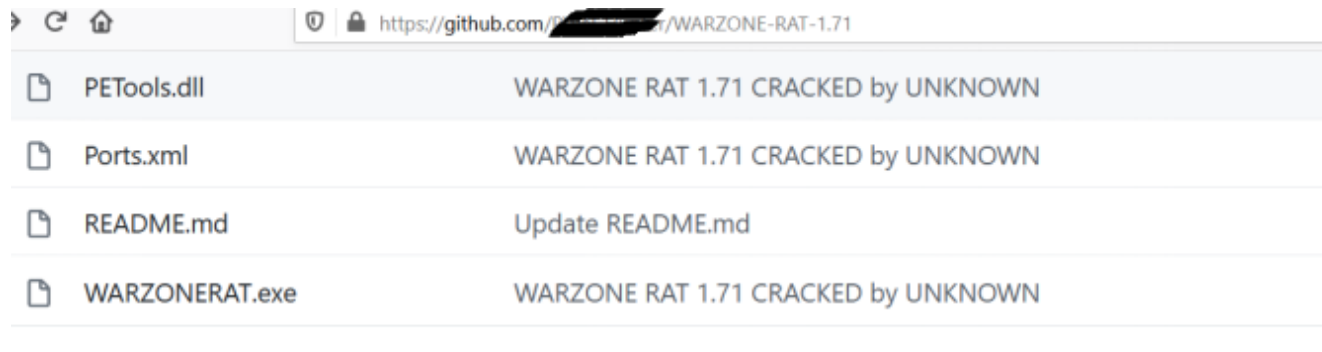 https://github.com/ /WARZONE-RAT-1.71
PETools.dll WARZONE RAT 1.71 CRACKED by UNKNOWN
Ports.xml WARZONE RAT 1.71 CRACKED by UNKNOWN
README.md Update README.md
WARZONERAT.exe WARZONE RAT 1.71 CRACKED by UNKNOWN